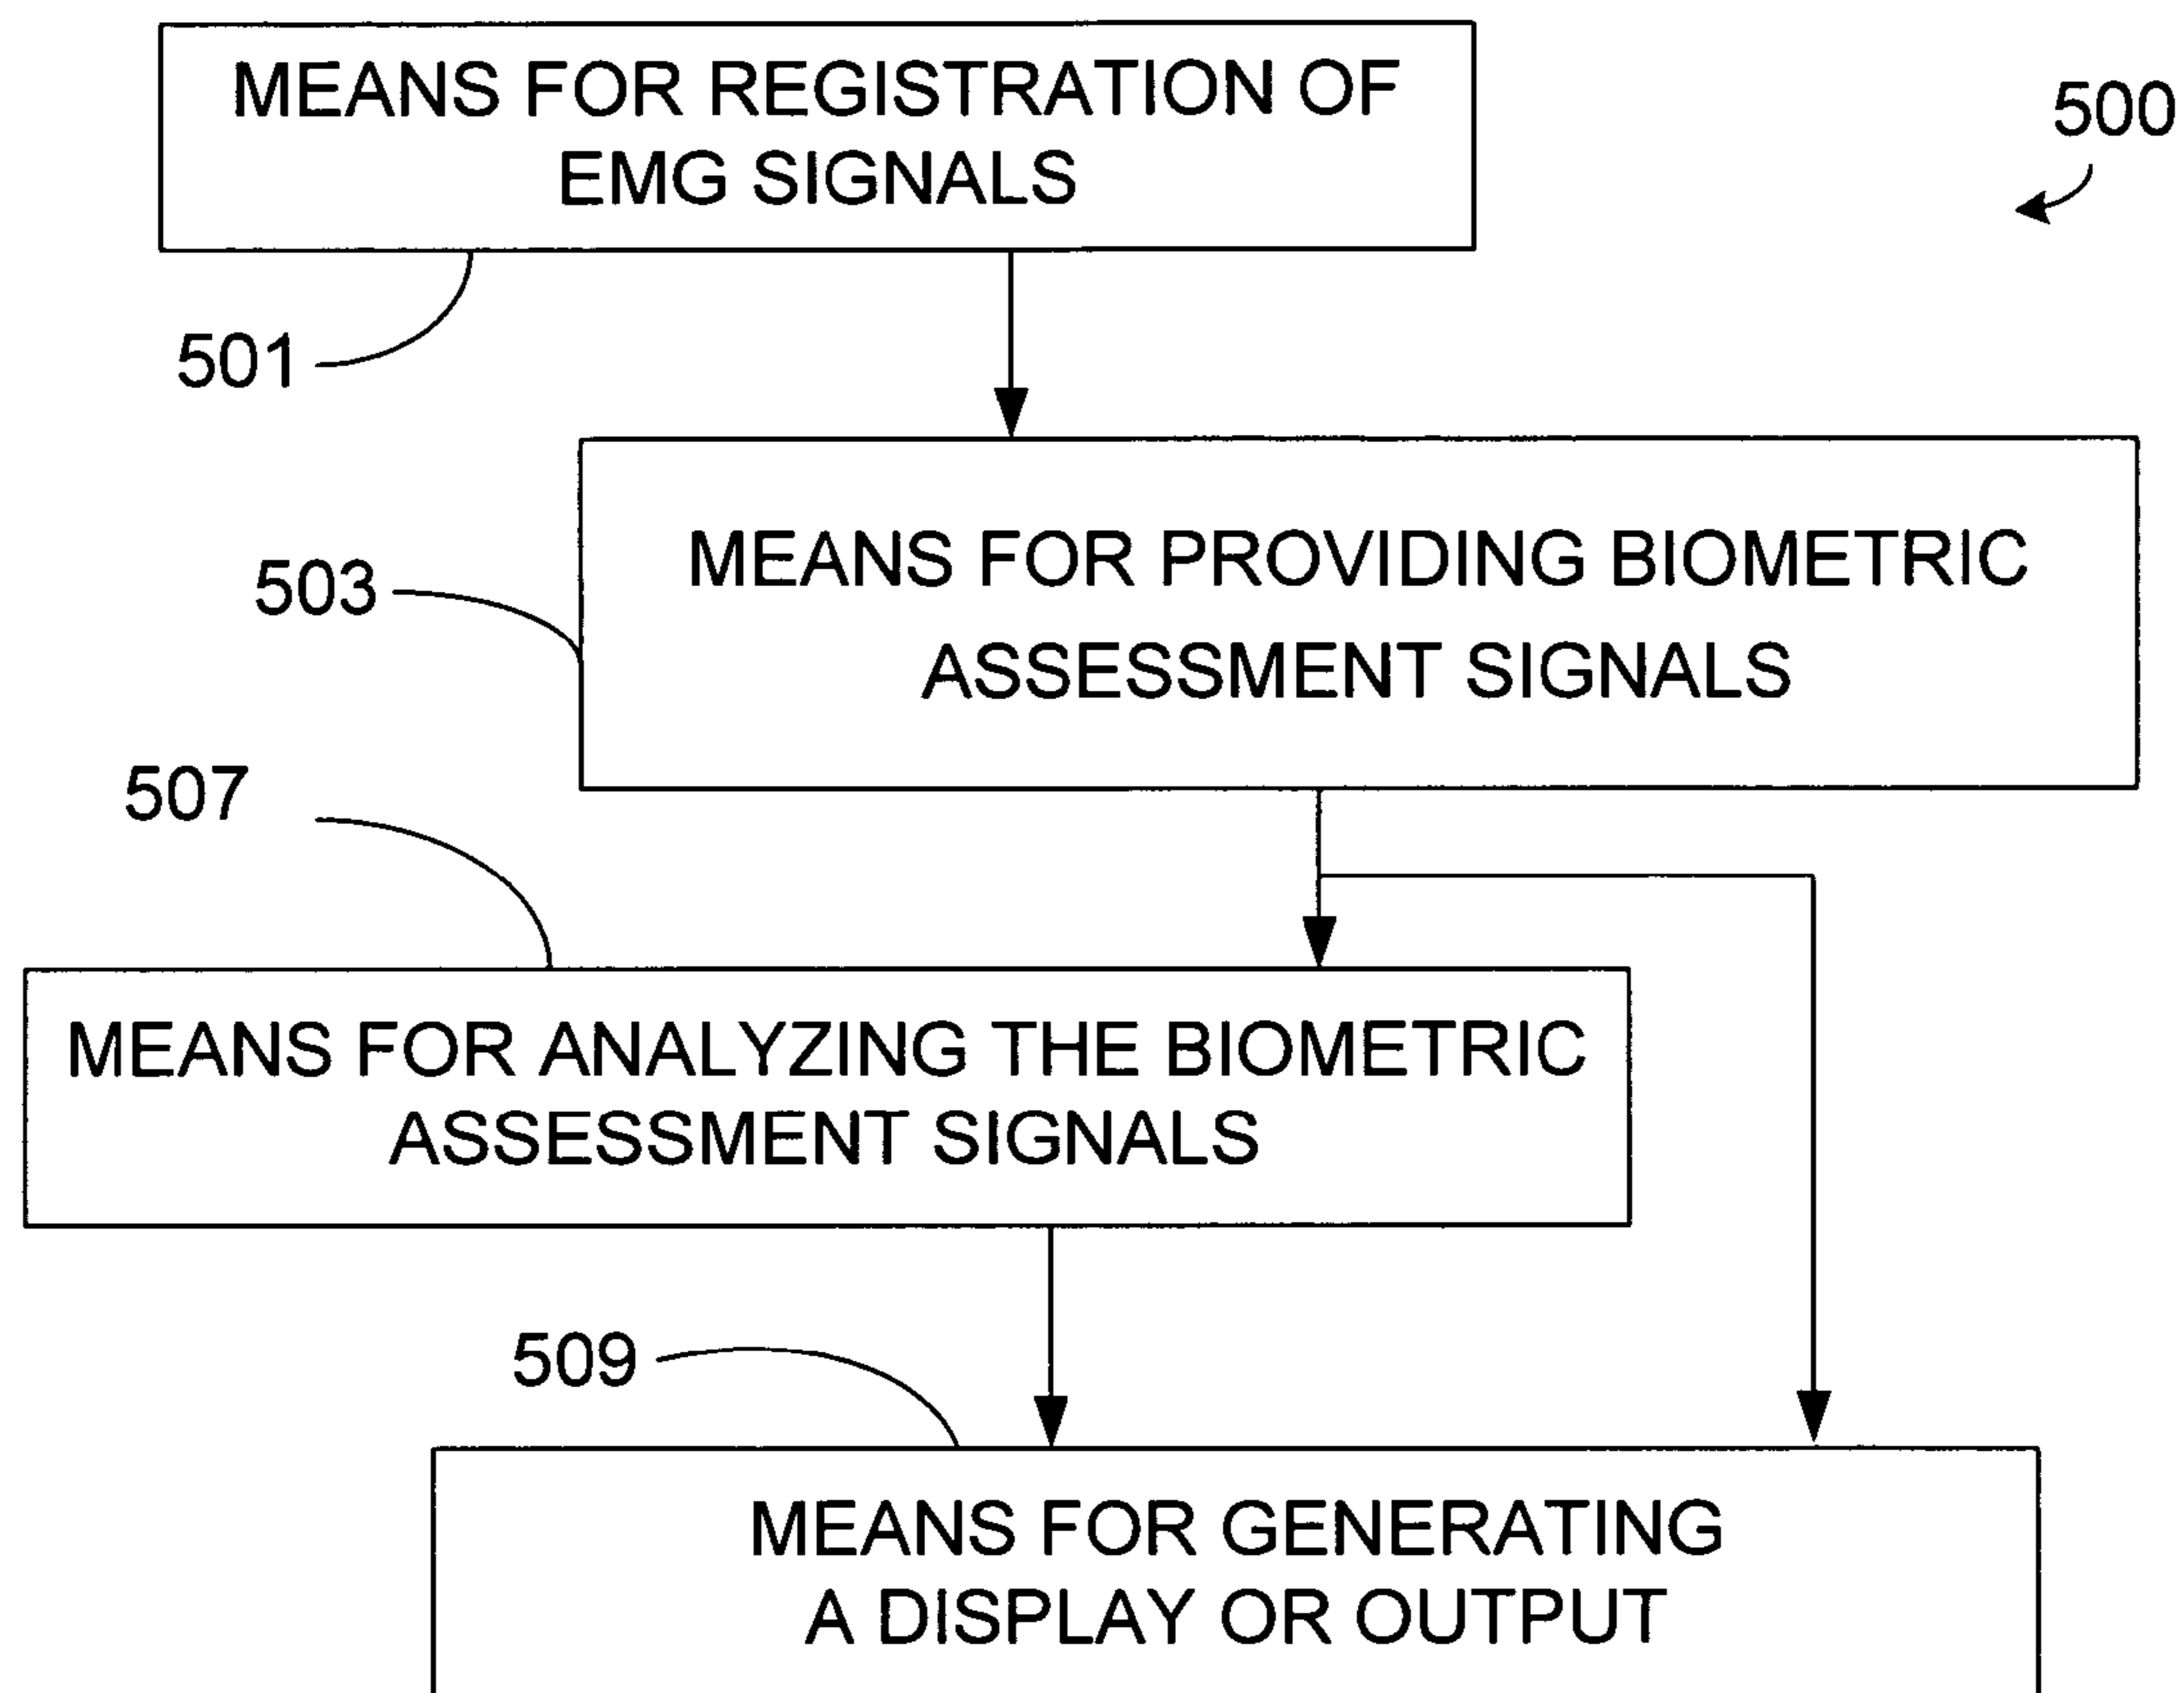 MEANS FOR REGISTRATION OF
EMG SIGNALS
500
501
MEANS FOR PROVIDING BIOMETRIC
ASSESSMENT SIGNALS
503
507
MEANS FOR ANALYZING THE BIOMETRIC
ASSESSMENT SIGNALS
509
MEANS FOR GENERATING
A DISPLAY OR OUTPUT